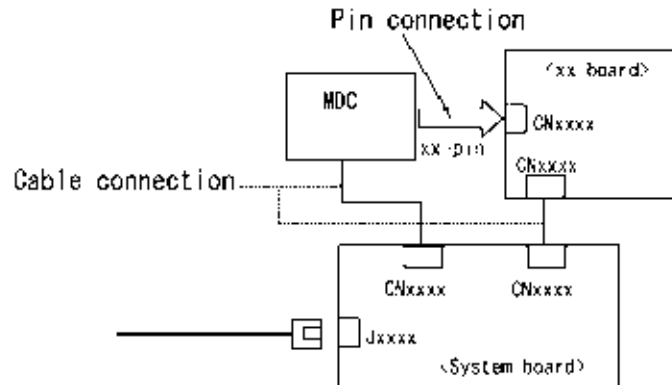 Pin connection
<xx board>
MDC
CNxxxx
xx-pin
CNxxxx
Cable connection
CNxxxx
CNxxxx
Jxxxx
<System board>